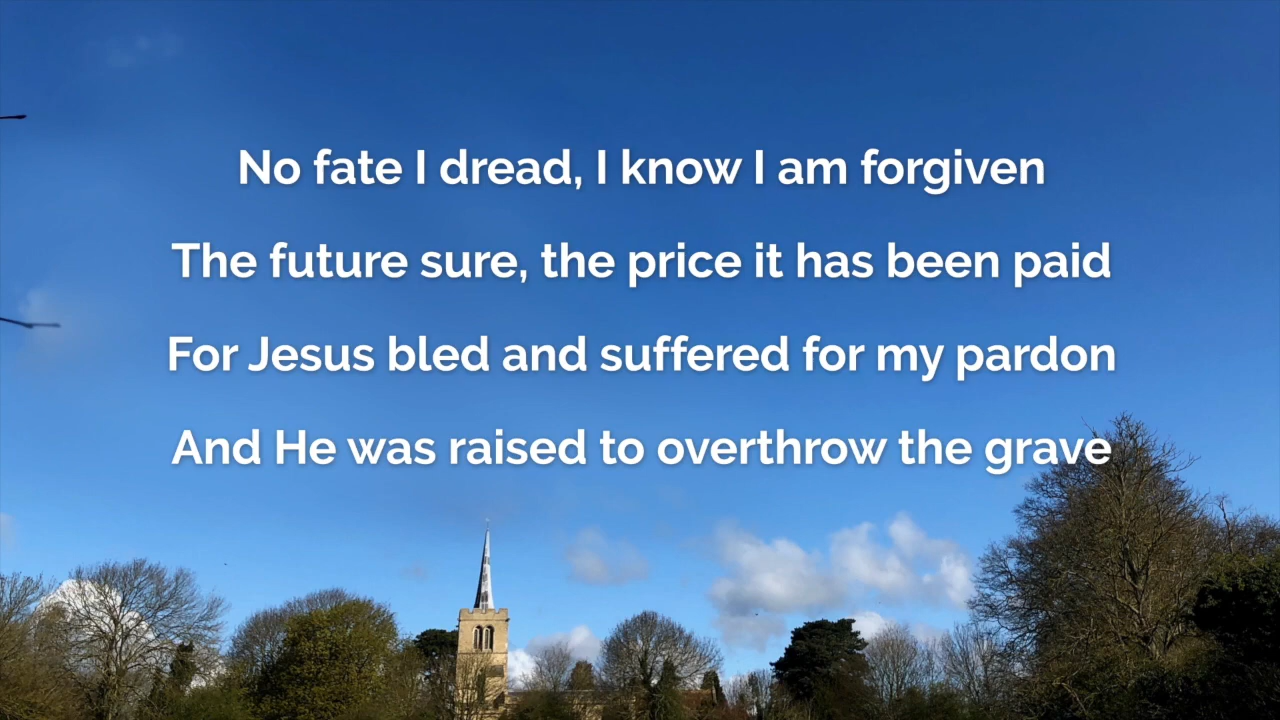 No fate I dread, I know I am forgiven
The future sure, the price it has been paid
For Jesus bled and suffered for my pardon
And He was raised to overthrow the grave